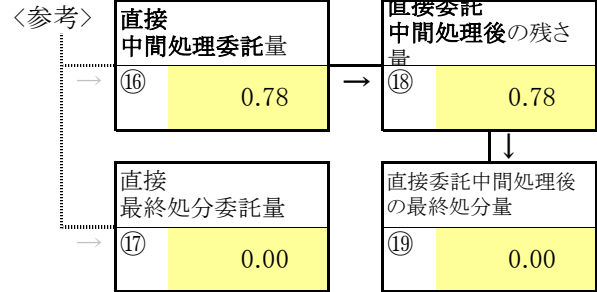 〈参考〉
直接
中間処理委託量
→
⑯
0.78
→
直接委託
中間処理後の残さ
量
⑱
0.78
↓
直接
最終処分委託量
→
⑰
0.00
直接委託中間処理後
の最終処分量
⑲
0.00